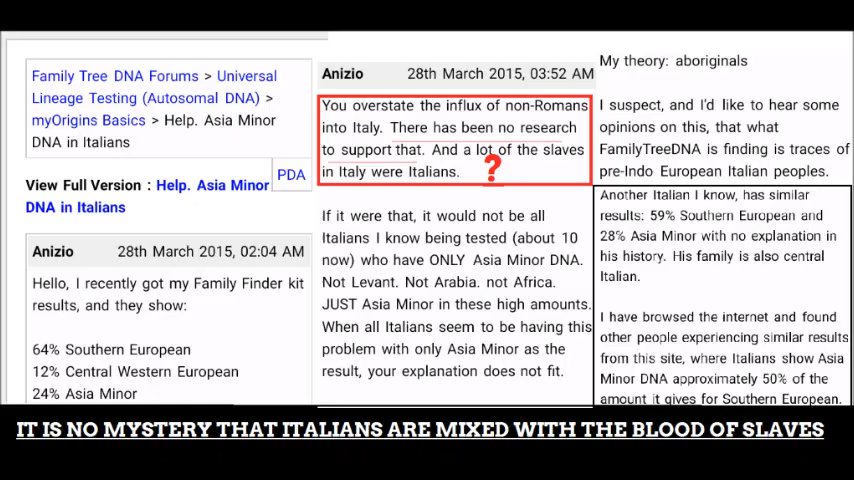 Family Tree DNA Forums > Universal
Lineage Testing (Autosomal DNA) >
myOrigins Basics > Help. Asia Minor
DNA in Italians
PDA
View Full Version : Help. Asia Minor
DNA in Italians
Anizio 28th March 2015, 02:04 AM
Hello, I recently got my Family Finder kit
results, and they show:
64% Southern European
12% Central Western European
24% Asia Minor
Anizio 28th March 2015, 03:52 AM
You overstate the influx of non-Romans
into Italy. There has been no research
to support that. And a lot of the slaves
in Italy were Italians.
?
If it were that, it would not be all
Italians I know being tested (about 10
now) who have ONLY Asia Minor DNA.
Not Levant. Not Arabia. not Africa.
JUST Asia Minor in these high amounts.
When all Italians seem to be having this
problem with only Asia Minor as the
result, your explanation does not fit.
My theory: aboriginals
I suspect, and I'd like to hear some
opinions on this, that what
FamilyTreeDNA is finding is traces of
pre-Indo European Italian peoples.
Another Italian I know, has similar
results: 59% Southern European and
28% Asia Minor with no explanation in
his history. His family is also central
Italian.
I have browsed the internet and found
other people experiencing similar results
from this site, where Italians show Asia
Minor DNA approximately 50% of the
amount it gives for Southern European.
IT IS NO MYSTERY THAT ITALIANS ARE MIXED WITH THE BLOOD OF SLAVES